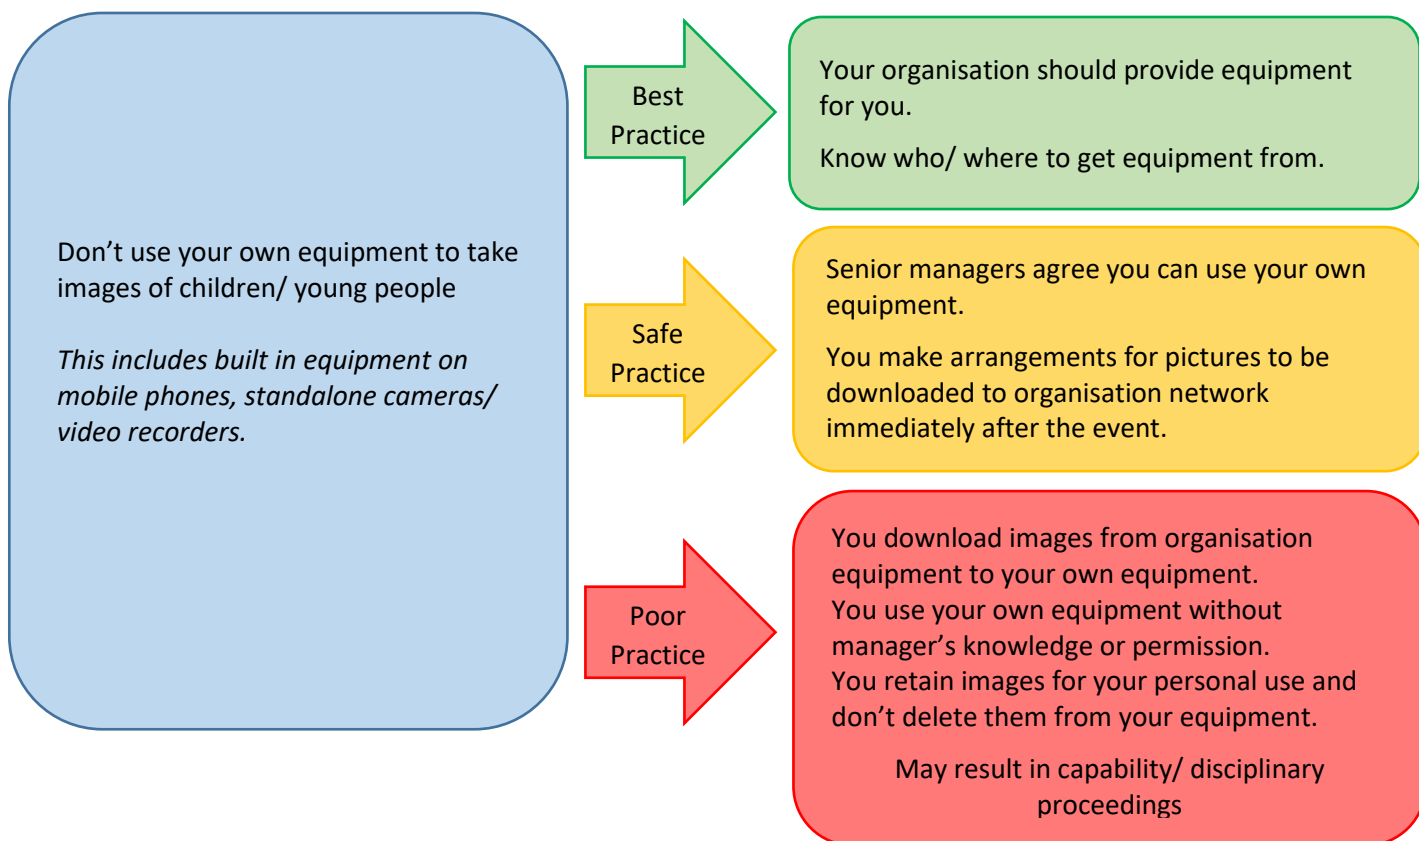 Don’t use your own equipment to take
images of children/ young people
This includes built in equipment on
mobile phones, standalone cameras/
video recorders.
Best
Practice
Your organisation should provide equipment
for you.
Know who/ where to get equipment from.
Safe
Practice
Senior managers agree you can use your own
equipment.
You make arrangements for pictures to be
downloaded to organisation network
immediately after the event.
Poor
Practice
You download images from organisation
equipment to your own equipment.
You use your own equipment without
manager’s knowledge or permission.
You retain images for your personal use and
don’t delete them from your equipment.
May result in capability/ disciplinary
proceedings